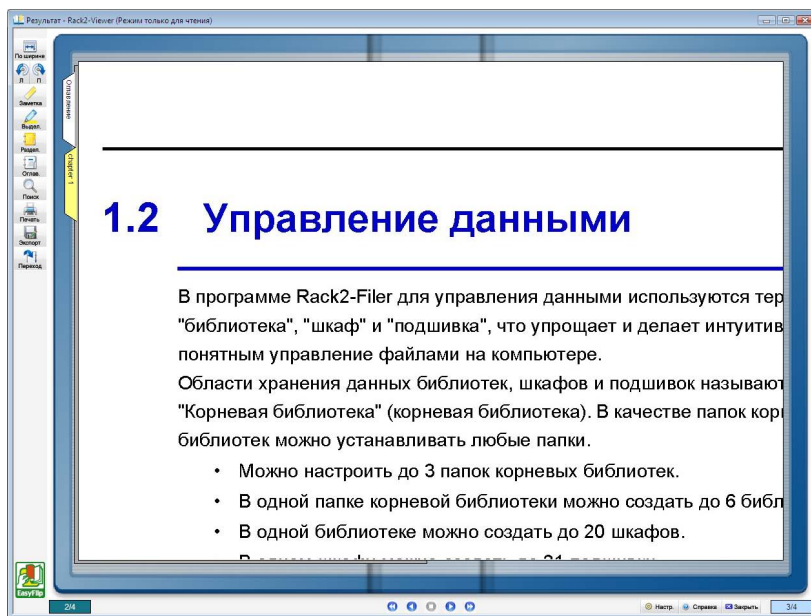 Результат - Rack2-Viewer (Режим только для чтения)
По ширине
Л П
Заметка
Выдел.
Раздел.
Оглав.
Поиск
Печать
Экспорт
Переход
Оглавление
chapter 1
1.2 Управление данными
В программе Rack2-Filer для управления данными используются тер
"библиотека", "шкаф" и "подшивка", что упрощает и делает интуитив
понятным управление файлами на компьютере.
Области хранения данных библиотек, шкафов и подшивок называют
"Корневая библиотека" (корневая библиотека). В качестве папок кор
библиотек можно устанавливать любые папки.
• Можно настроить до 3 папок корневых библиотек.
• В одной папке корневой библиотеки можно создать до 6 библ
• В одной библиотеке можно создать до 20 шкафов.
EasyFlip
2/4
Настр. Справка Закрыть 3/4